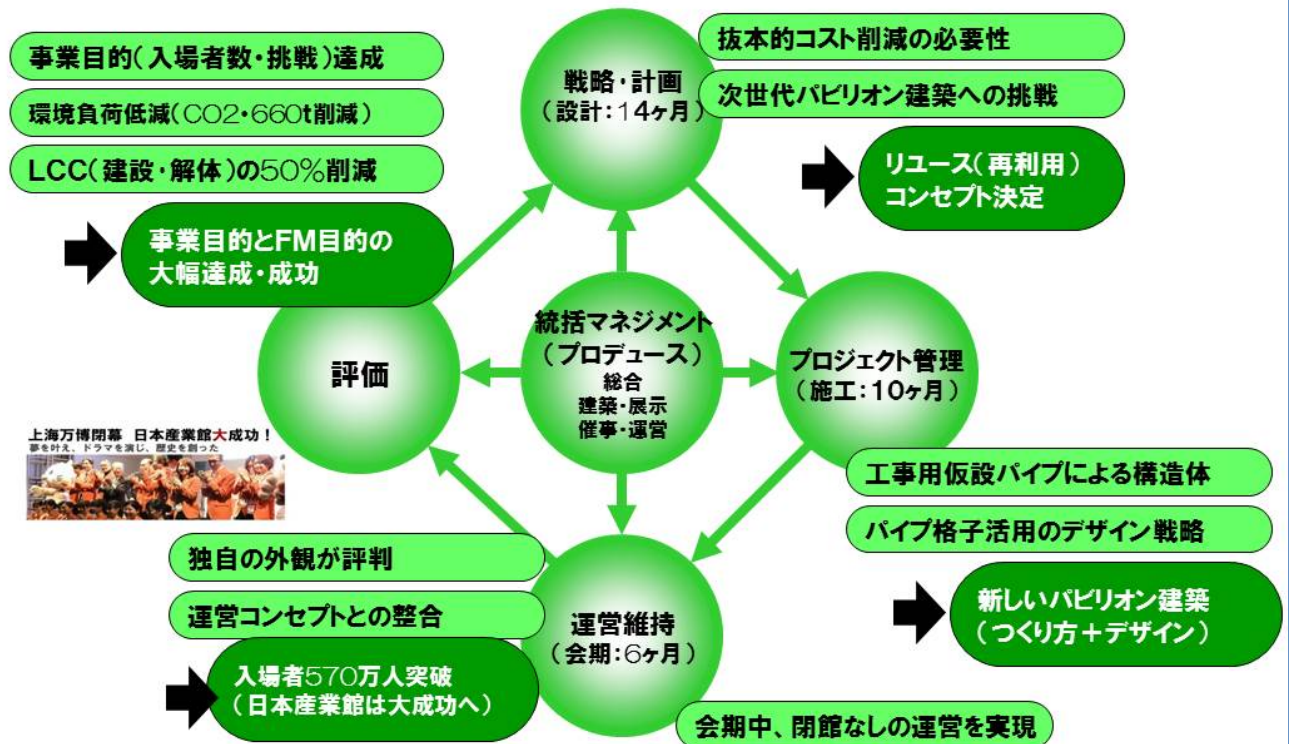 事業目的(入場者数・挑戦)達成
環境負荷低減(CO2・660t削減)
LCC(建設・解体)の50%削減
事業目的とFM目的の
大幅達成・成功
戦略・計画
(設計:14ヶ月)
抜本的コスト削減の必要性
次世代パビリオン建築への挑戦
リユース(再利用)
コンセプト決定
評価
統括マネジメント
(プロデュース)
総合
建築・展示
催事・運営
プロジェクト管理
(施工:10ヶ月)
上海万博閉幕 日本産業館大成功!
夢を叶え、ドラマを演じ、歴史を創った
工事用仮設パイプによる構造体
パイプ格子活用のデザイン戦略
新しいパビリオン建築
(つくり方+デザイン)
独自の外観が評判
運営コンセプトとの整合
入場者570万人突破
(日本産業館は大成功へ)
運営維持
(会期:6ヶ月)
会期中、閉館なしの運営を実現